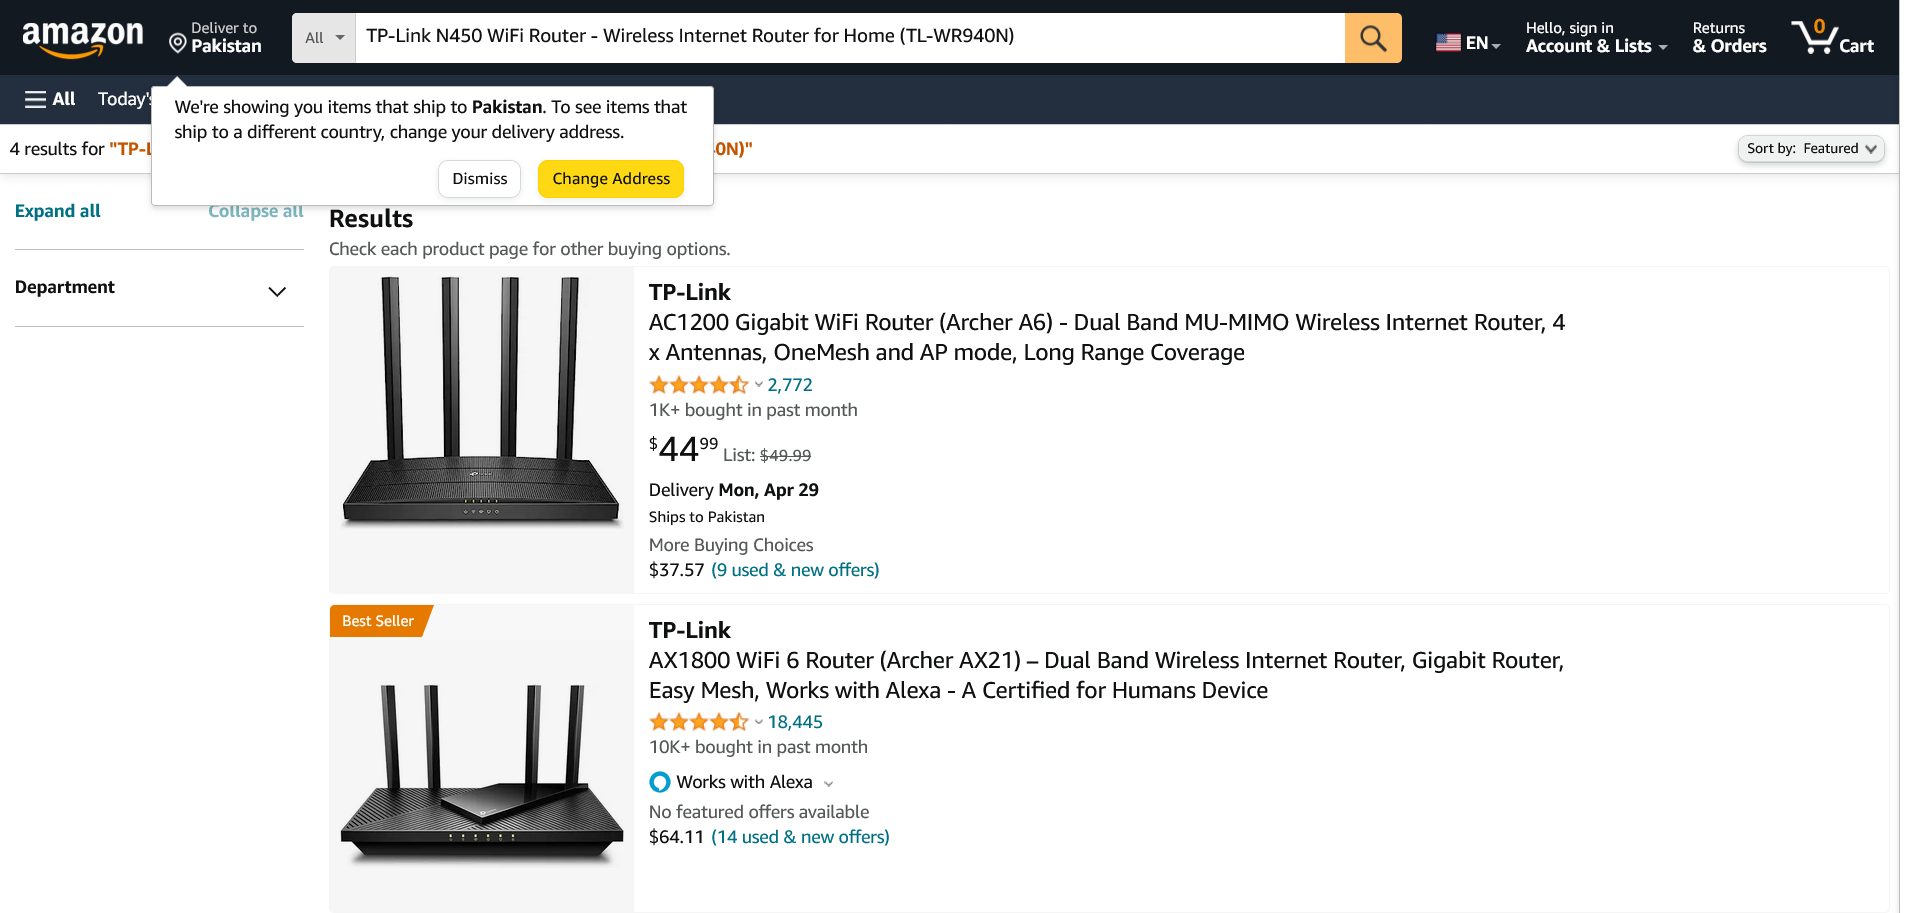 amazon
Deliver to
Pakistan
All
TP-Link N450 WiFi Router - Wireless Internet Router for Home (TL-WR940N)
EN
Hello, sign in
Account & Lists
Returns
& Orders
0
Cart
All
Today's
We're showing you items that ship to Pakistan. To see items that
ship to a different country, change your delivery address.
Dismiss
Change Address
4 results for "TP-L
40N)"
Sort by: Featured
Expand all
Collapse all
Department
Results
Check each product page for other buying options.
TP-Link
AC1200 Gigabit WiFi Router (Archer A6) - Dual Band MU-MIMO Wireless Internet Router, 4
x Antennas, OneMesh and AP mode, Long Range Coverage
2,772
1K+ bought in past month
$44 99 List: $49.99
Delivery Mon, Apr 29
Ships to Pakistan
More Buying Choices
$37.57 (9 used & new offers)
Best Seller
TP-Link
AX1800 WiFi 6 Router (Archer AX21) – Dual Band Wireless Internet Router, Gigabit Router,
Easy Mesh, Works with Alexa - A Certified for Humans Device
18,445
10K+ bought in past month
Works with Alexa
No featured offers available
$64.11 (14 used & new offers)